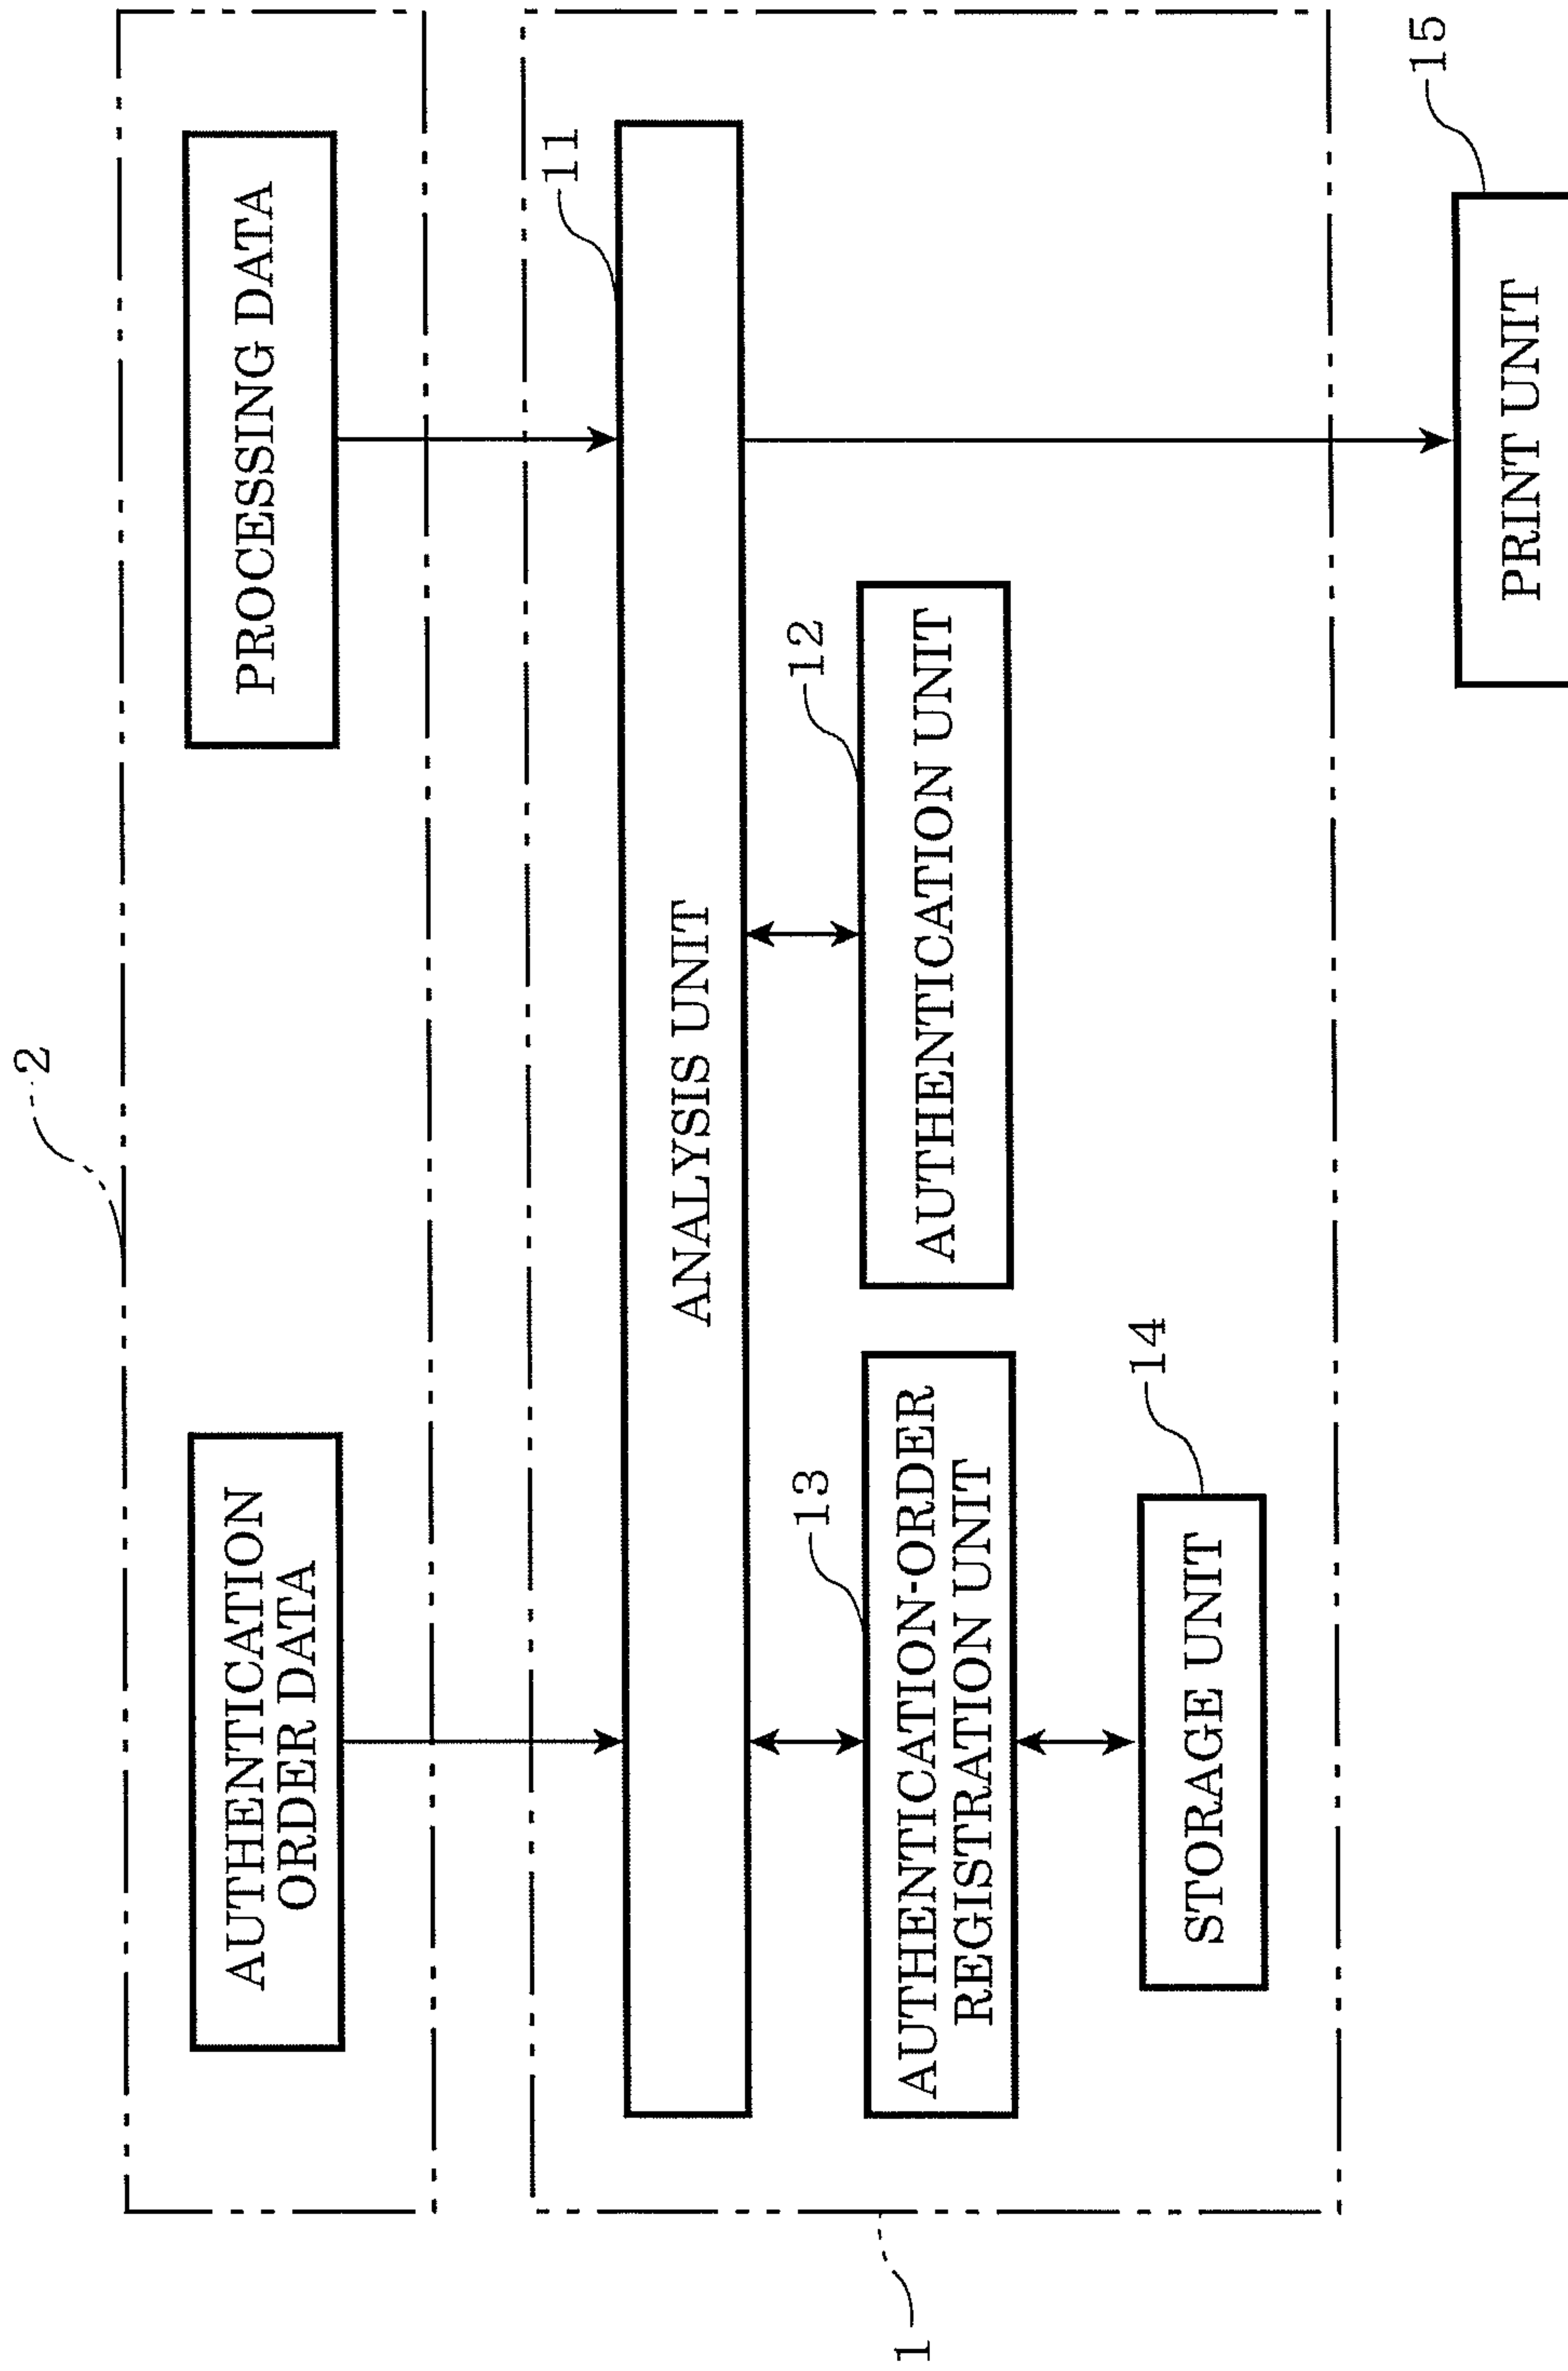 2
AUTHENTICATION
ORDER DATA
PROCESSING DATA
11
ANALYSIS UNIT
13
AUTHENTICATION-ORDER
REGISTRATION UNIT
12
AUTHENTICATION UNIT
1
14
STORAGE UNIT
15
PRINT UNIT